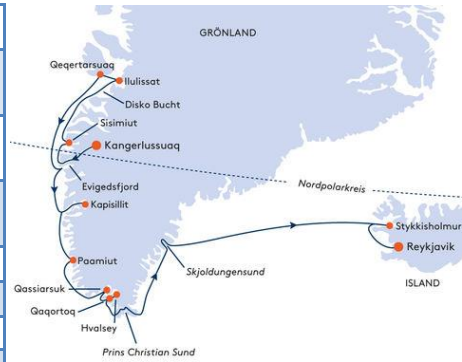 GRÖNLAND
Qeqertarsuaq
Ilulissat
Disko Bucht
Sisimiut
Kangerlussuaq
Nordpolarkreis
Evigedsfjord
Kapisillit
Stykkisholmur
Reykjavik
Paamiut
Skjoldungensund
ISLAND
Qassiarsuk
Qaqortoq
Hvalsey
Prins Christian Sund